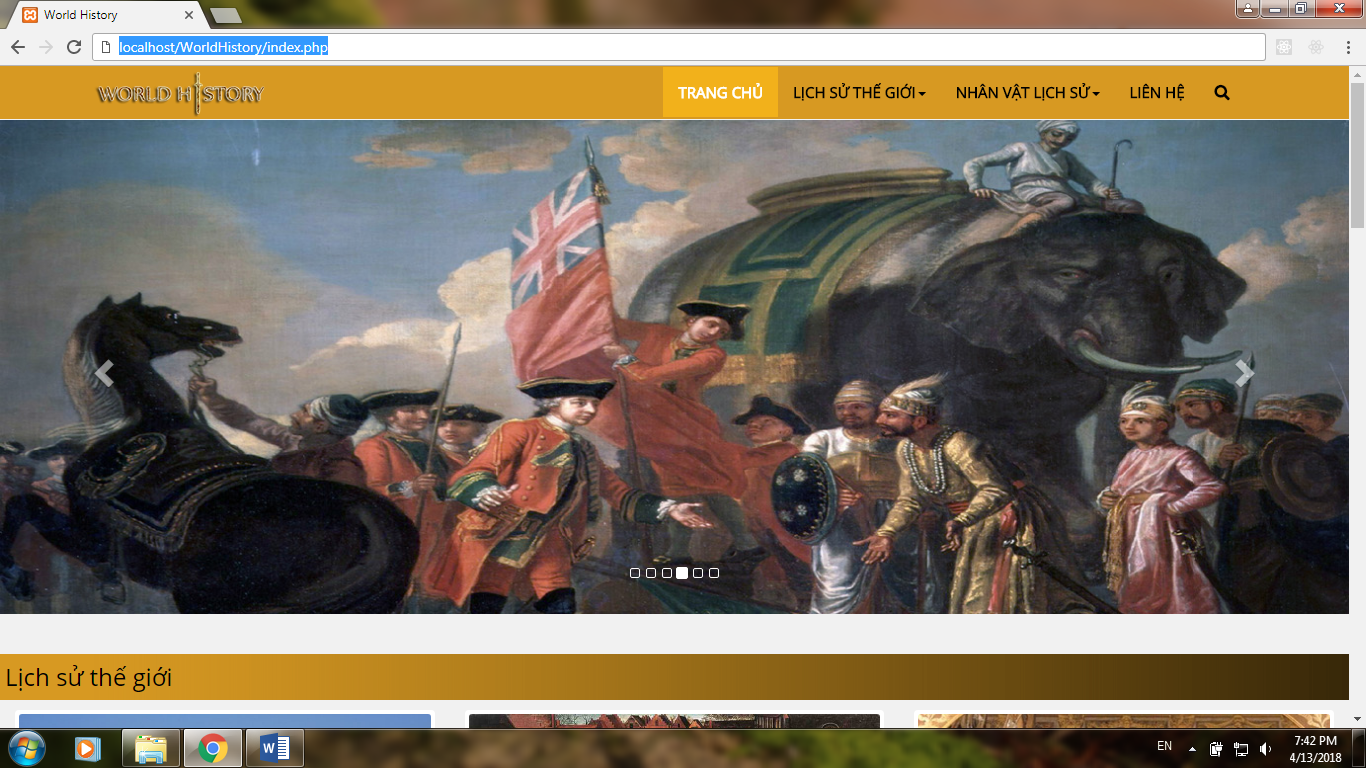 World History
localhost/WorldHistory/index.php
WORLD HISTORY
TRANG CHỦ
LỊCH SỬ THẾ GIỚI
NHÂN VẬT LỊCH SỬ
LIÊN HỆ
Lịch sử thế giới
EN
7:42 PM
4/13/2018